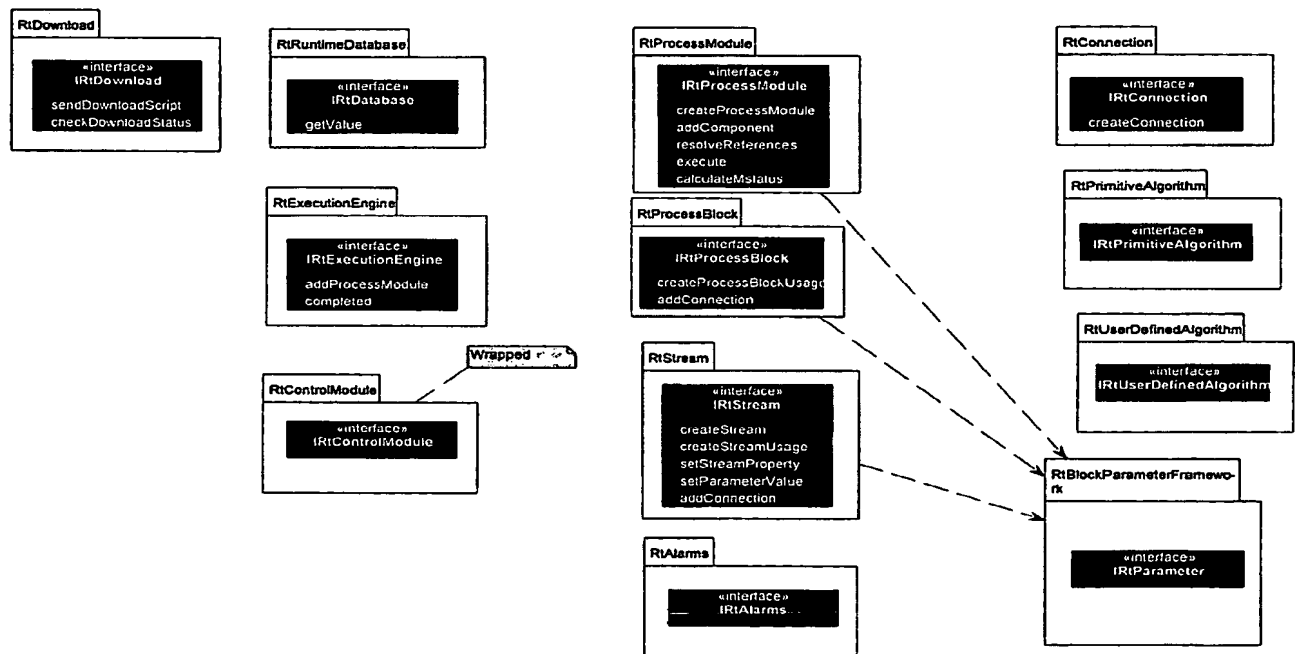 RtDownload
«interface»
IRtDownload
sendDownloadScript
checkDownloadStatus
RtRuntimeDatabase
«interface»
IRtDatabase
getValue
RtExecutionEngine
«interface»
IRtExecutionEngine
addProcessModule
completed
Wrapped
RtControlModule
«interface»
IRtControlModule
RtProcessModule
«interface»
IRtProcessModule
createProcessModule
addComponent
resolveReferences
execute
calculateMstatus
RtProcessBlock
«interface»
IRtProcessBlock
createProcessBlockUsage
addConnection
RtStream
«interface»
IRtStream
createStream
createStreamUsage
setStreamProperty
setParameterValue
addConnection
RtAlarms
«interface»
IRtAlarms
RtConnection
«interface»
IRtConnection
createConnection
RtPrimitiveAlgorithm
«interface»
IRtPrimitiveAlgorithm
RtUserDefinedAlgorithm
«interface»
IRtUserDefinedAlgorithm
RtBlockParameterFramewo-
rk
«interface»
IRtParameter